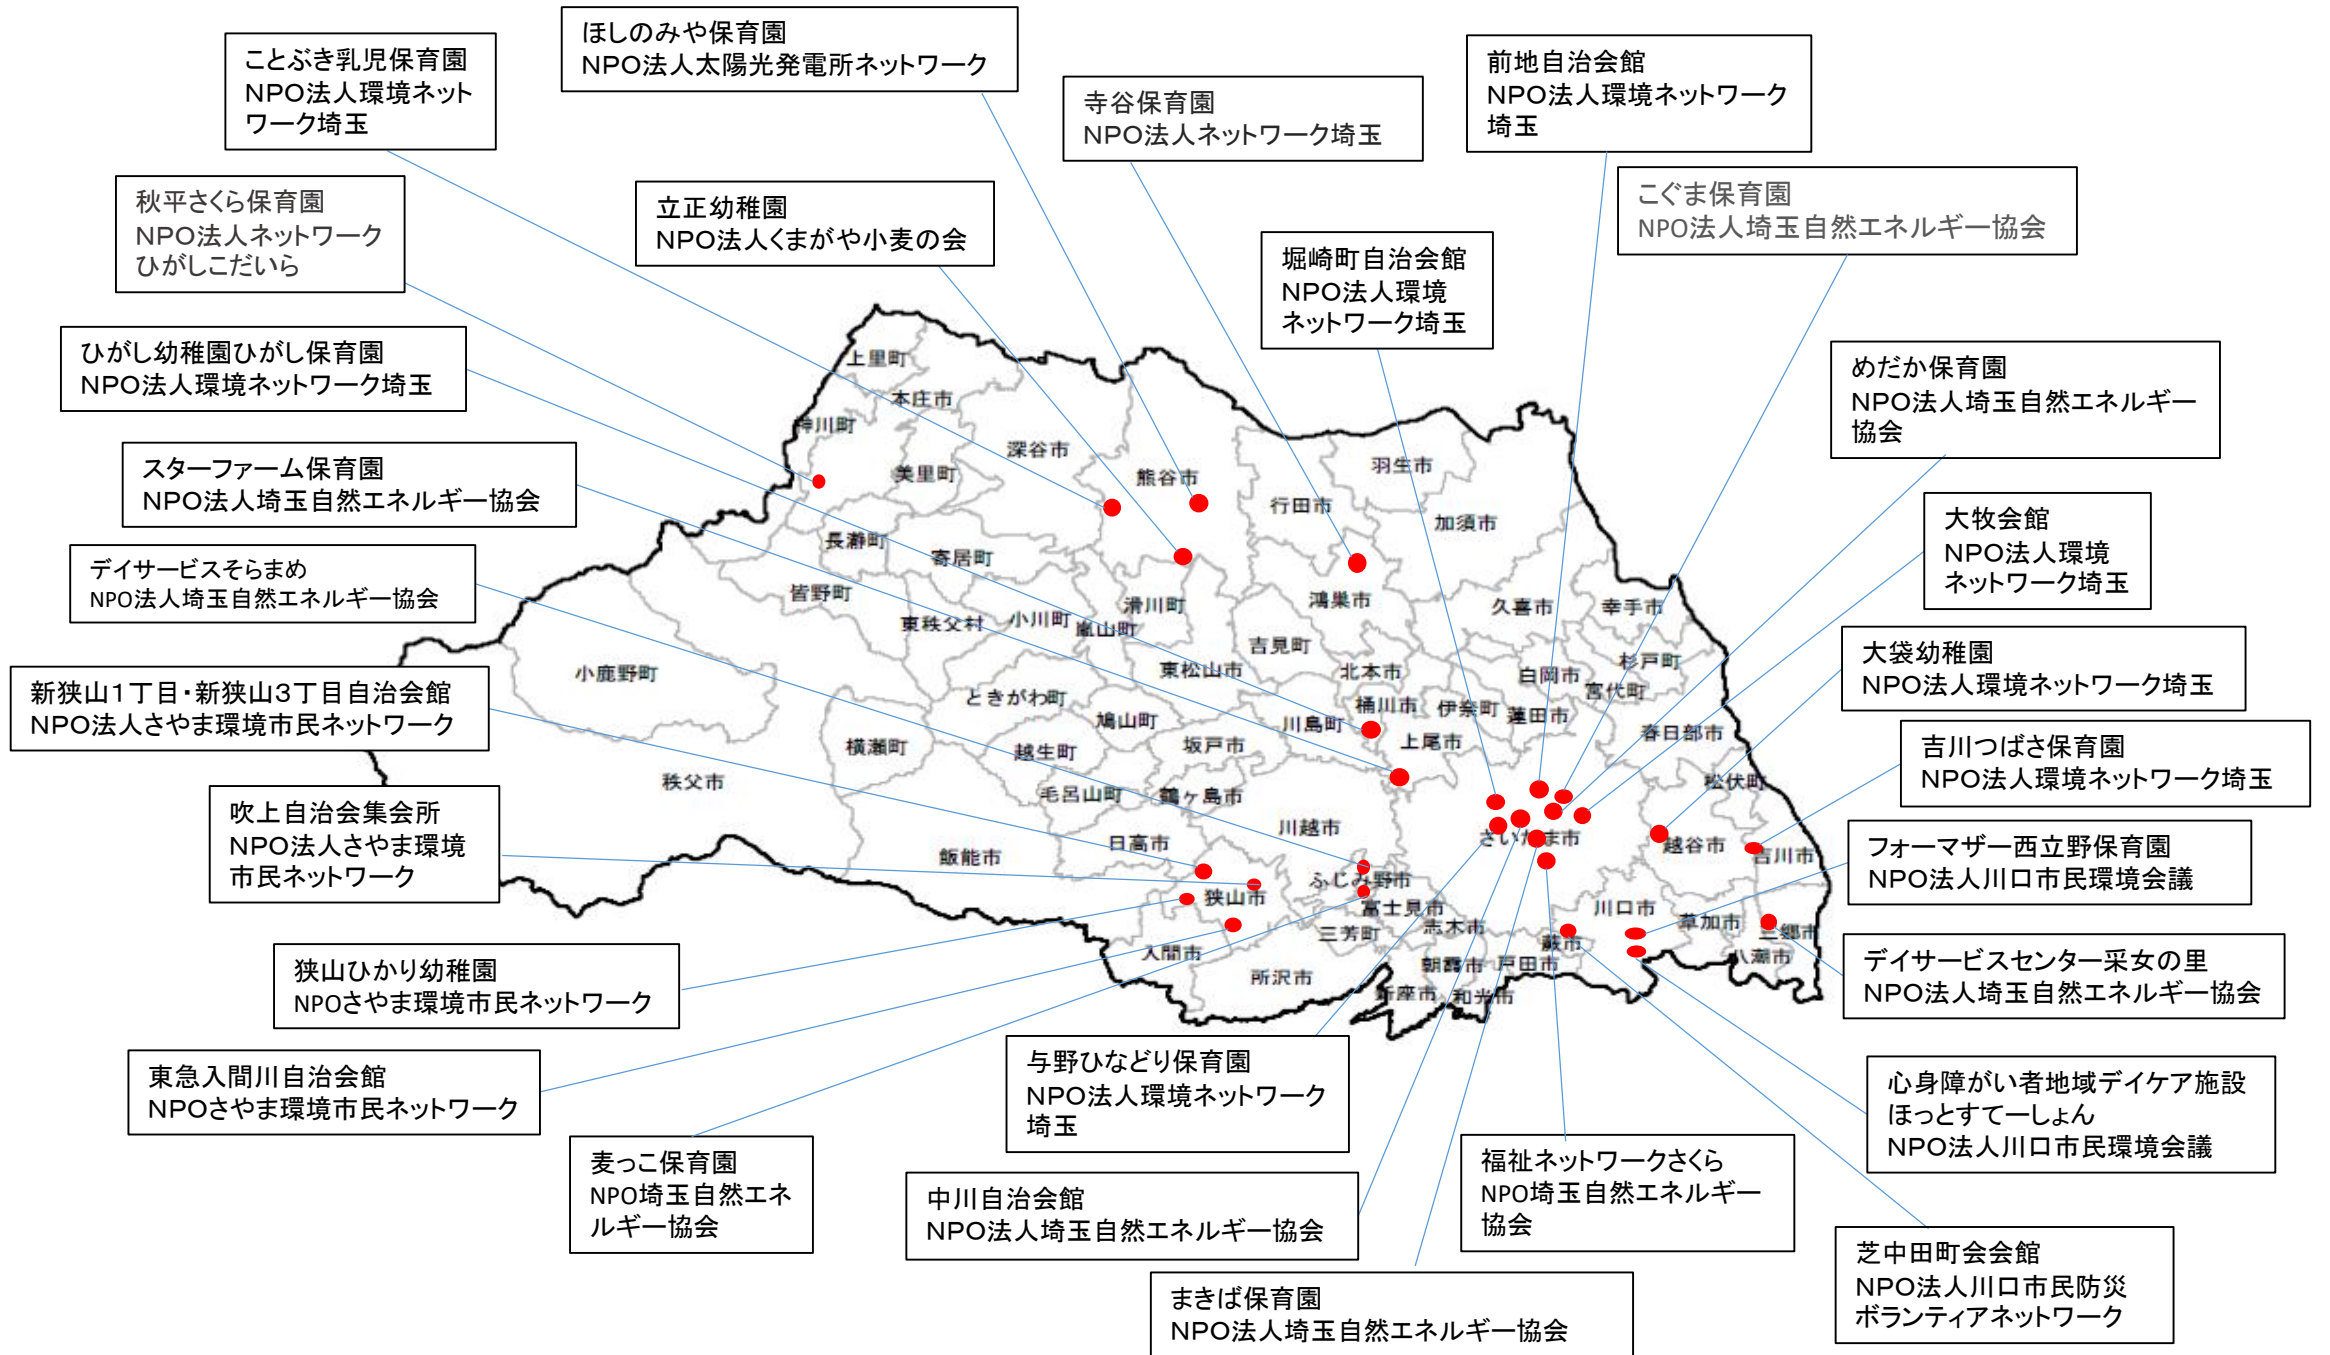 ほしのみや保育園
NPO法人太陽光発電所ネットワーク
ことぶき乳児保育園
NPO法人環境ネット
ワーク埼玉
前地自治会館
NPO法人環境ネットワーク
埼玉
寺谷保育園
NPO法人ネットワーク埼玉
秋平さくら保育園
NPO法人ネットワーク
ひがしこだいら
立正幼稚園
NPO法人くまがや小麦の会
こぐま保育園
NPO法人埼玉自然エネルギー協会
堀崎町自治会館
NPO法人環境
ネットワーク埼玉
ひがし幼稚園ひがし保育園
NPO法人環境ネットワーク埼玉
めだか保育園
NPO法人埼玉自然エネルギー
協会
スターファーム保育園
NPO法人埼玉自然エネルギー協会
大牧会館
NPO法人環境
ネットワーク埼玉
デイサービスそらまめ
NPO法人埼玉自然エネルギー協会
大袋幼稚園
NPO法人環境ネットワーク埼玉
新狭山1丁目・新狭山3丁目自治会館
NPO法人さやま環境市民ネットワーク
吉川つばさ保育園
NPO法人環境ネットワーク埼玉
吹上自治会集会所
NPO法人さやま環境
市民ネットワーク
フォーマザー西立野保育園
NPO法人川口市民環境会議
狭山ひかり幼稚園
NPOさやま環境市民ネットワーク
デイサービスセンター采女の里
NPO法人埼玉自然エネルギー協会
東急入間川自治会館
NPOさやま環境市民ネットワーク
与野ひなどり保育園
NPO法人環境ネットワーク
埼玉
心身障がい者地域デイケア施設
ほっとすてーしょん
NPO法人川口市民環境会議
麦っこ保育園
NPO埼玉自然エネ
ルギー協会
中川自治会館
NPO法人埼玉自然エネルギー協会
福祉ネットワークさくら
NPO埼玉自然エネルギー
協会
芝中田町会会館
NPO法人川口市民防災
ボランティアネットワーク
まきば保育園
NPO法人埼玉自然エネルギー協会
上里町
本庄市
神川町
深谷市
美里町
熊谷市
羽生市
行田市
加須市
長瀞町
寄居町
皆野町
東秩父村
小川町
嵐山町
滑川町
鴻巣市
久喜市
幸手市
吉見町
小鹿野町
東松山市
北本市
白岡市
杉戸町
宮代町
ときがわ町
鳩山町
川島町
桶川市
伊奈町
蓮田市
横瀬町
越生町
坂戸市
上尾市
春日部市
秩父市
毛呂山町
鶴ヶ島市
松伏町
川越市
さいたま市
日高市
飯能市
越谷市
吉川市
ふじみ野市
狭山市
富士見市
川口市
三芳町
志木市
草加市
三郷市
蕨市
入間市
所沢市
朝霞市
戸田市
八潮市
新座市
和光市